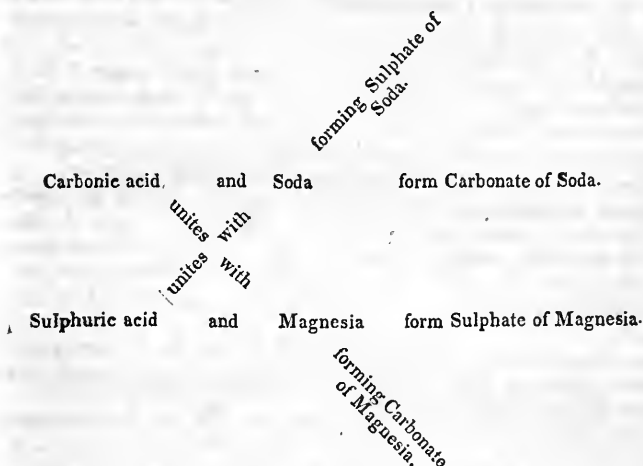 forming Sulphate of
Soda.
Carbonic acid, and Soda form Carbonate of Soda.
unites with
unites with
Sulphuric acid and Magnesia form Sulphate of Magnesia.
forming Carbonate
of Magnesia.